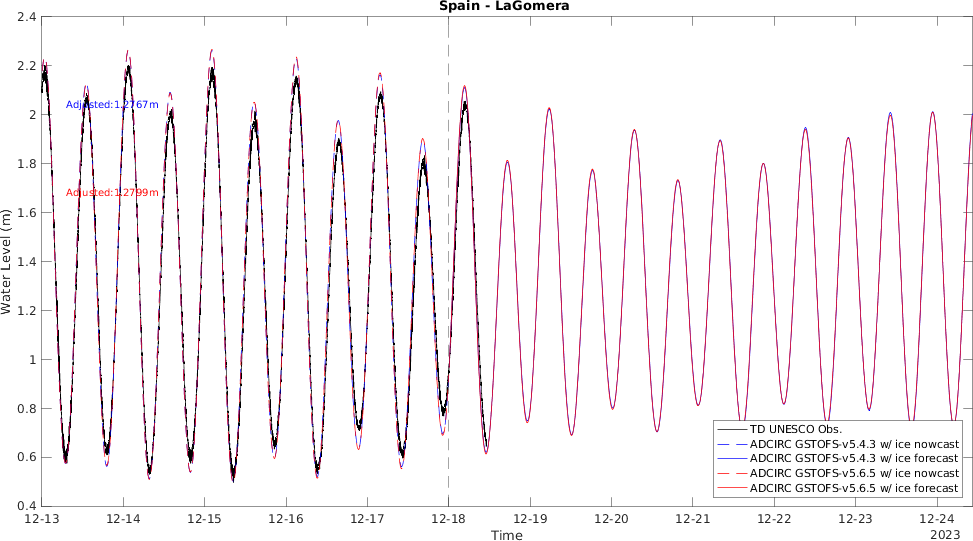 Spain - LaGomera
2.4
2.2
2
1.8
1.6
1.4
1.2
1
0.8
0.6
0.4
Water Level (m)
Adjusted:1.2767m
Adjusted:1.2799m
TD UNESCO Obs.
ADCIRC GSTOFS-v5.4.3 w/ ice nowcast
ADCIRC GSTOFS-v5.4.3 w/ ice forecast
ADCIRC GSTOFS-v5.6.5 w/ ice nowcast
ADCIRC GSTOFS-v5.6.5 w/ ice forecast
12-13 12-14 12-15 12-16 12-17 12-18 12-19 12-20 12-21 12-22 12-23 12-24
Time
2023